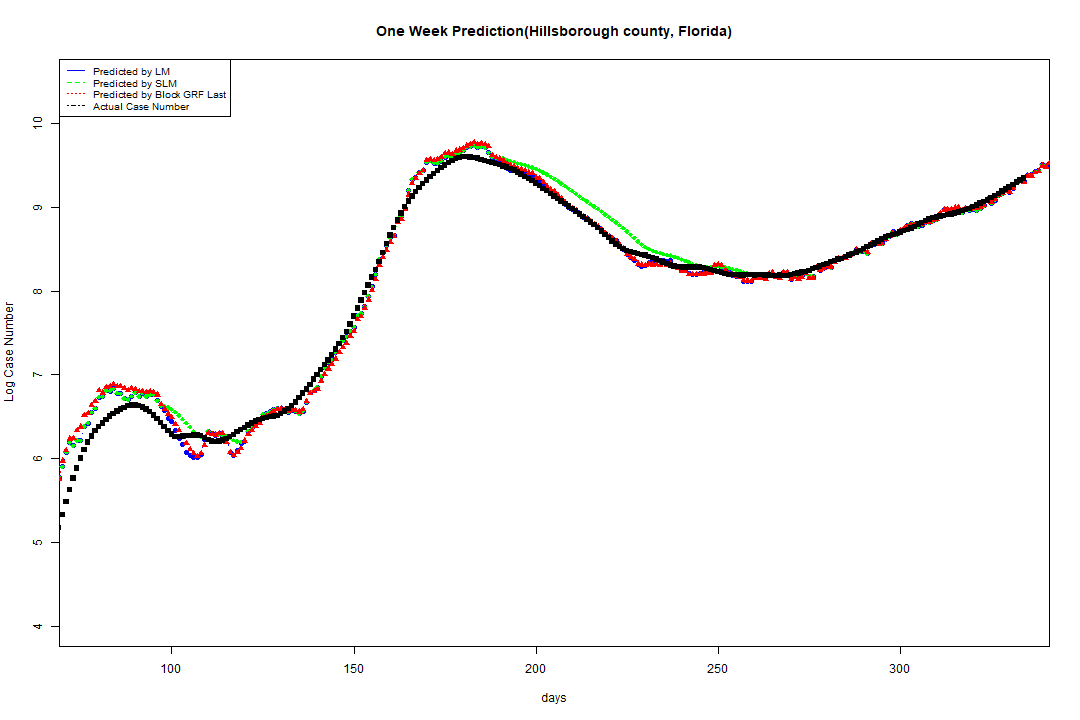 One Week Prediction(Hillsborough county, Florida)
Predicted by LM
Predicted by SLM
Predicted by Block GRF Last
Actual Case Number
10
9
8
7
6
5
4
Log Case Number
100 150 200 250 300
days